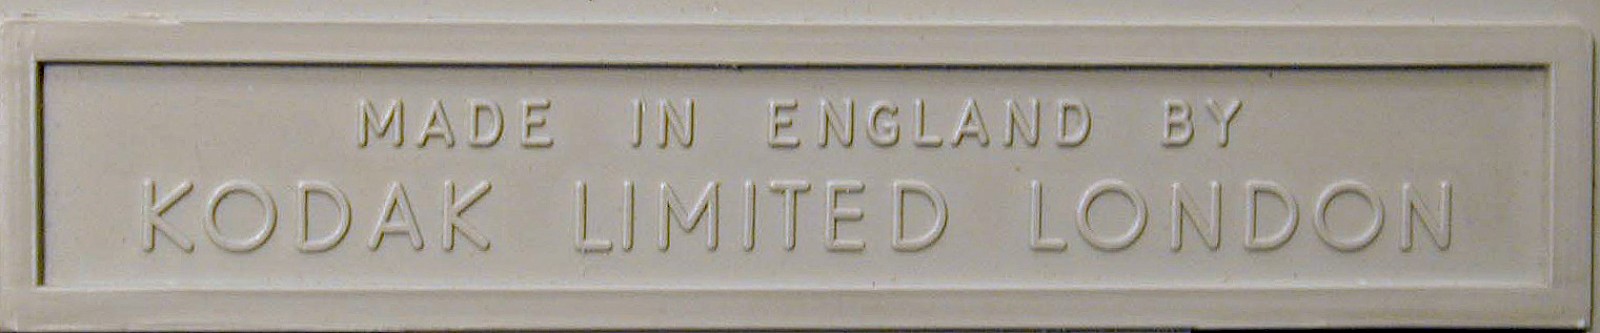 MADE IN ENGLAND BY
KODAK LIMITED LONDON